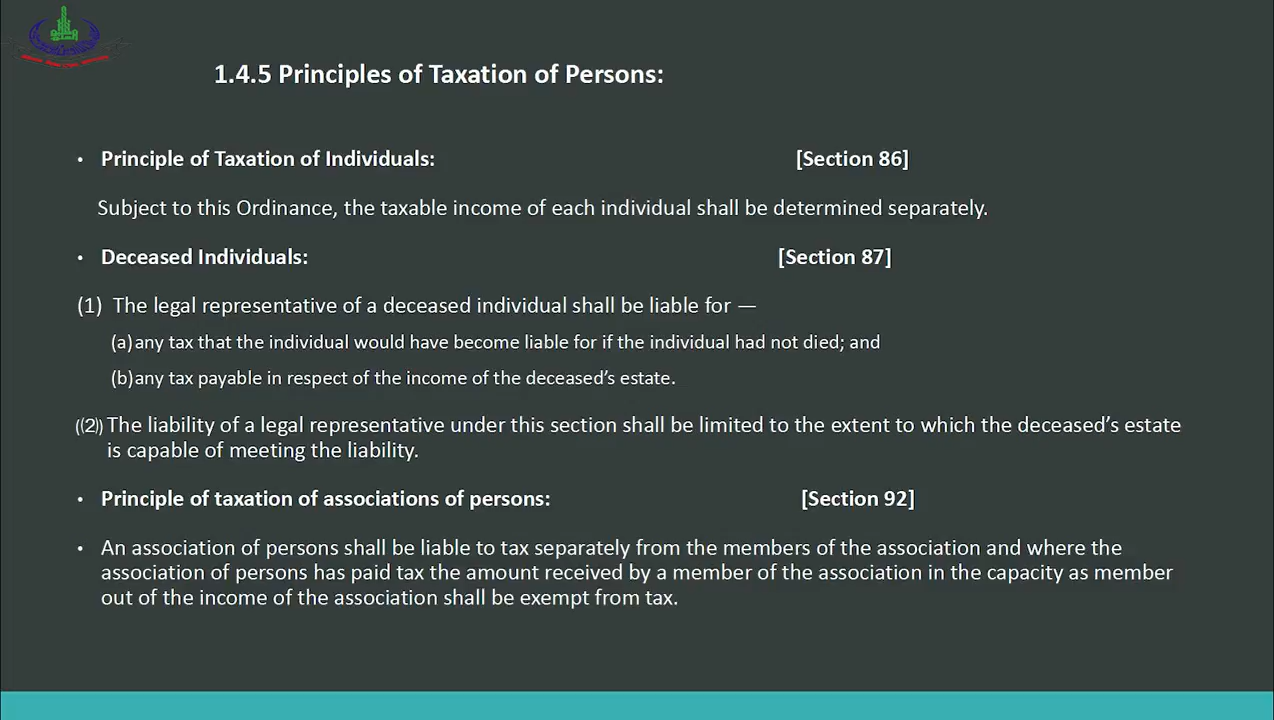 1.4.5 Principles of Taxation of Persons:
• Principle of Taxation of Individuals: [Section 86]
Subject to this Ordinance, the taxable income of each individual shall be determined separately.
• Deceased Individuals: [Section 87]
(1) The legal representative of a deceased individual shall be liable for —
(a) any tax that the individual would have become liable for if the individual had not died; and
(b) any tax payable in respect of the income of the deceased’s estate.
((2)) The liability of a legal representative under this section shall be limited to the extent to which the deceased’s estate
is capable of meeting the liability.
• Principle of taxation of associations of persons: [Section 92]
• An association of persons shall be liable to tax separately from the members of the association and where the
association of persons has paid tax the amount received by a member of the association in the capacity as member
out of the income of the association shall be exempt from tax.